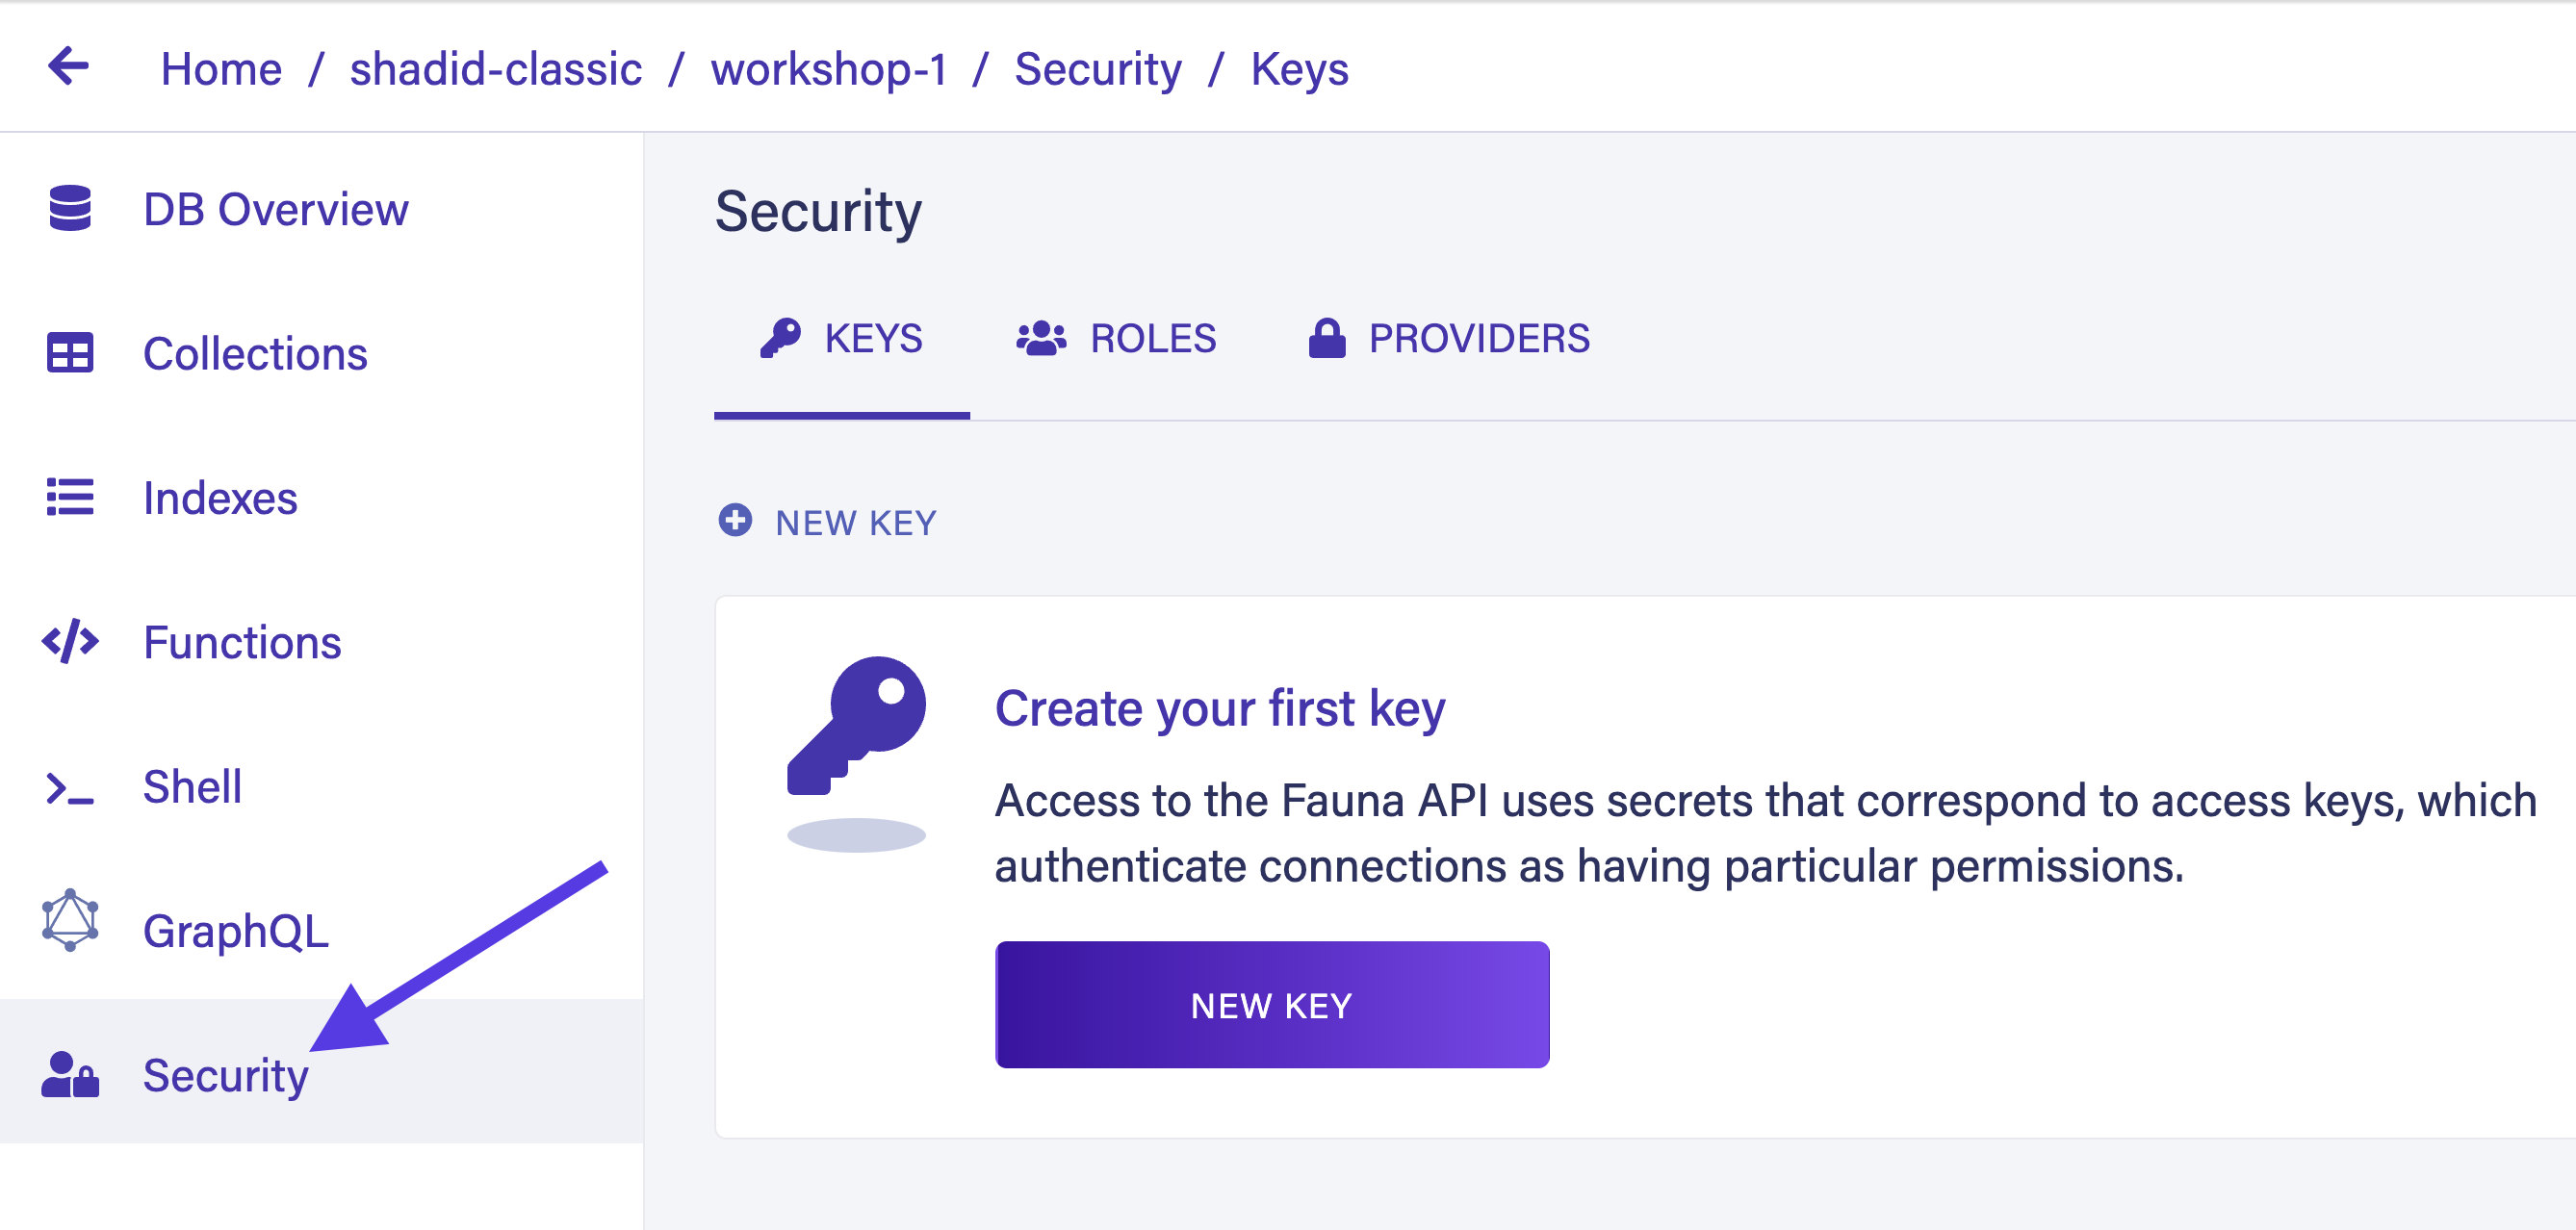 Home / shadid-classic / workshop-1 / Security / Keys
DB Overview
Collections
Indexes
Functions
Shell
GraphQL
Security
Security
KEYS ROLES PROVIDERS
NEW KEY
Create your first key
Access to the Fauna API uses secrets that correspond to access keys, which
authenticate connections as having particular permissions.
NEW KEY